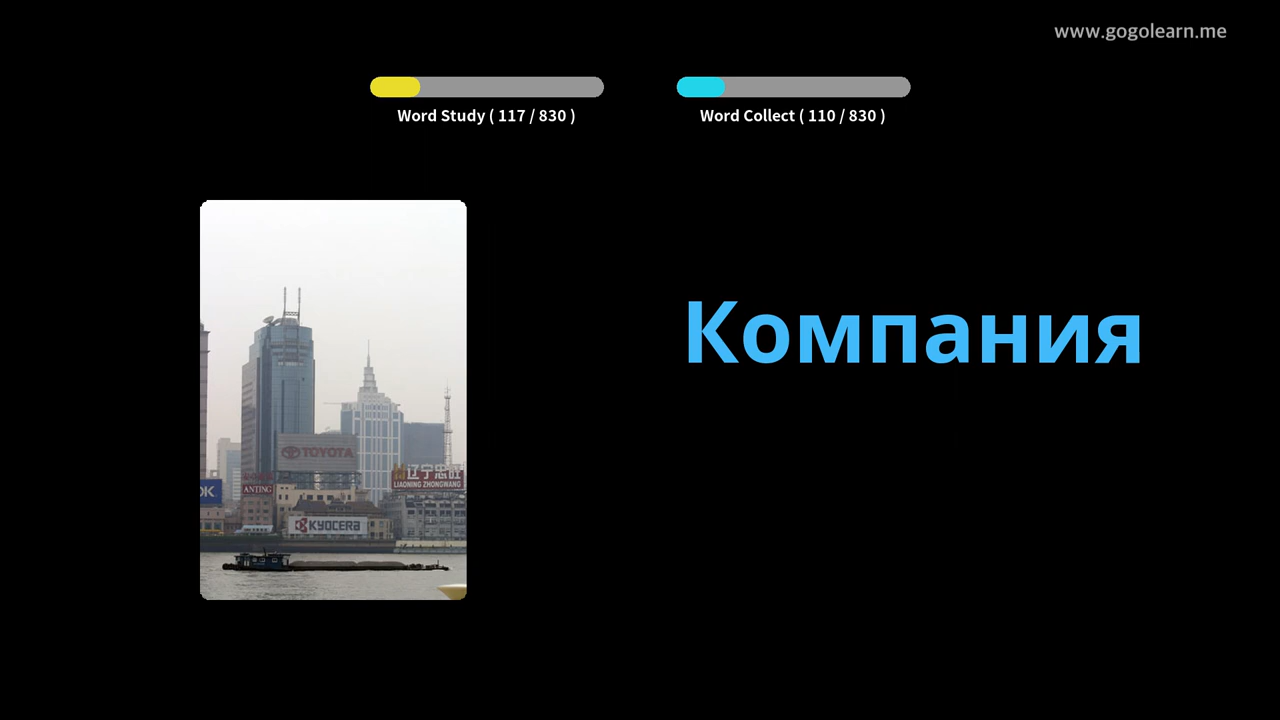 www.gogolearn.me
Word Study ( 117 / 830 )
Word Collect ( 110 / 830 )
Компания
TOYOTA
辽宁忠旺
LIAONING ZHONGWANG
OK
ANTING
KYOCERA